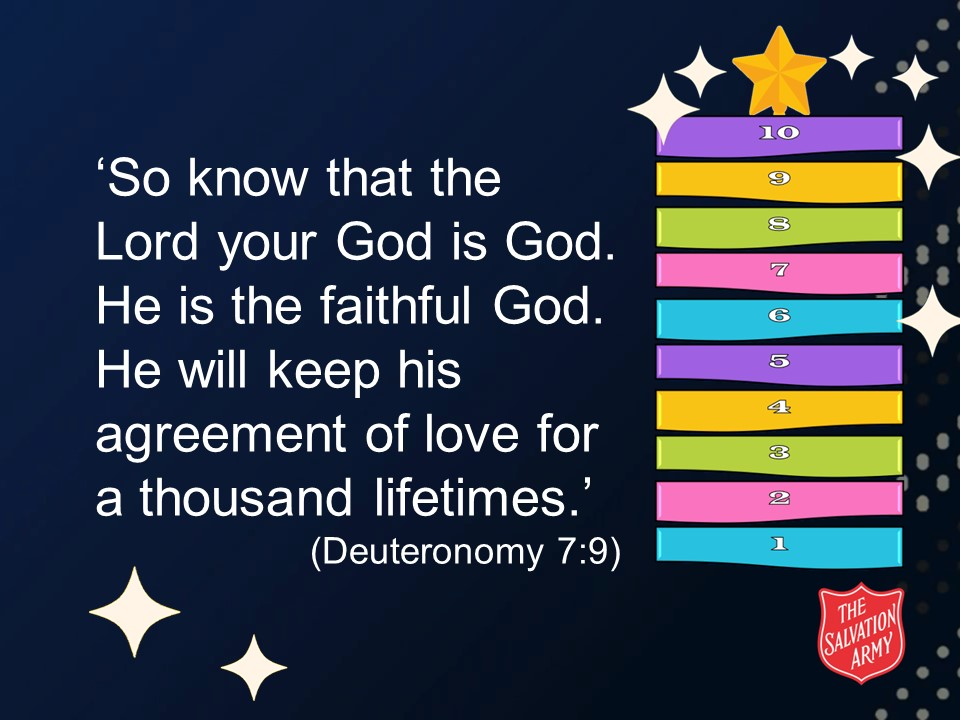 ‘So know that the
Lord your God is God.
He is the faithful God.
He will keep his
agreement of love for
a thousand lifetimes.’
(Deuteronomy 7:9)
10
9
8
7
6
5
4
3
2
1
THE
SALVATION
ARMY